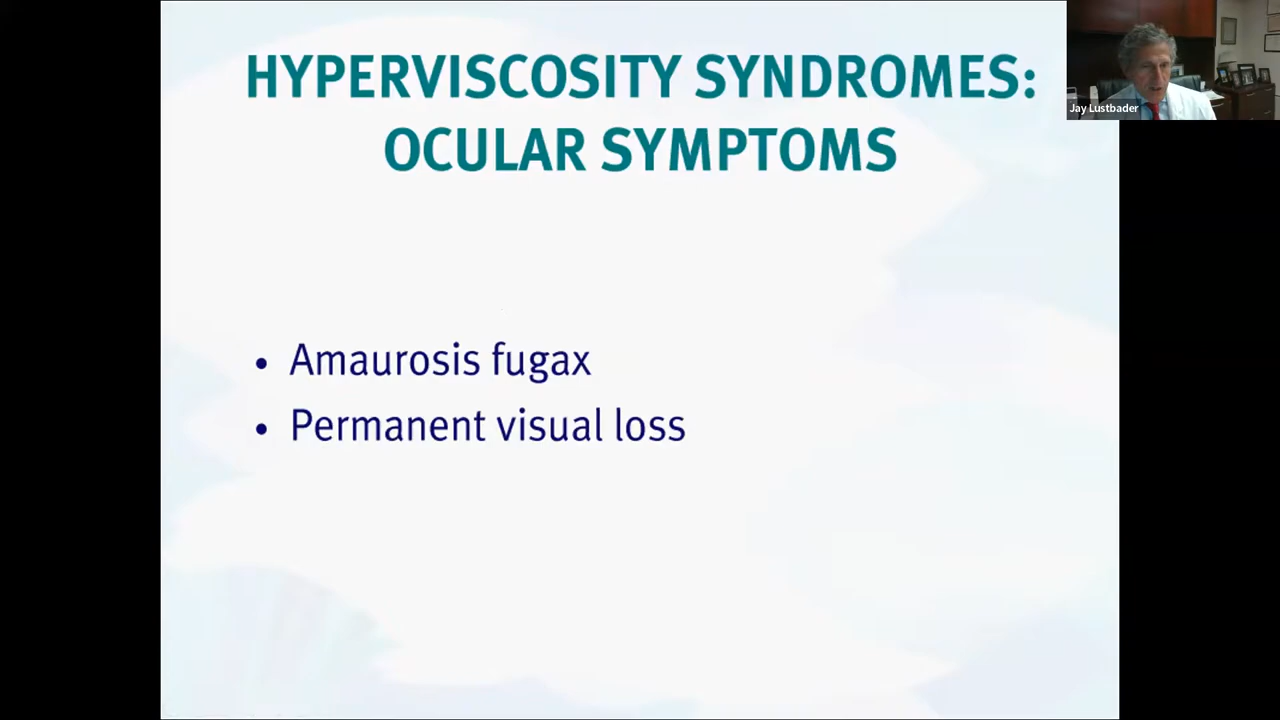 HYPERVISCOSITY SYNDROMES:
OCULAR SYMPTOMS
Jay Lustbader
• Amaurosis fugax
• Permanent visual loss